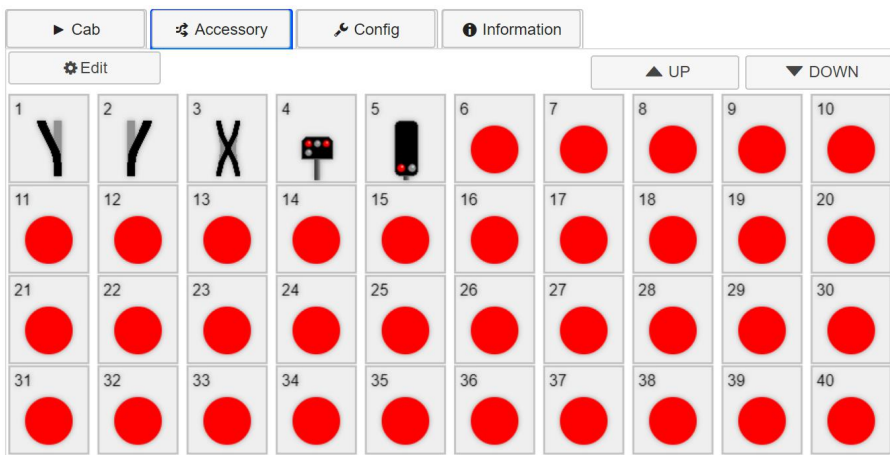 Cab Accessory Config Information
Edit UP DOWN
1 2 3 4 5 6 7 8 9 10
11 12 13 14 15 16 17 18 19 20
21 22 23 24 25 26 27 28 29 30
31 32 33 34 35 36 37 38 39 40